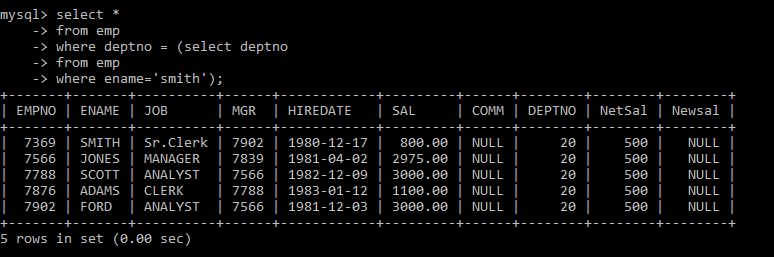 mysql> select *
    -> from emp
    -> where deptno = (select deptno
    -> from emp
    -> where ename='smith');
+-------+-------+----------+------+------------+---------+------+--------+--------+--------+
| EMPNO | ENAME | JOB      | MGR  | HIREDATE   | SAL     | COMM | DEPTNO | NetSal | Newsal |
+-------+-------+----------+------+------------+---------+------+--------+--------+--------+
|  7369 | SMITH | Sr.Clerk | 7902 | 1980-12-17 |  800.00 | NULL |     20 |    500 |   NULL |
|  7566 | JONES | MANAGER  | 7839 | 1981-04-02 | 2975.00 | NULL |     20 |    500 |   NULL |
|  7788 | SCOTT | ANALYST  | 7566 | 1982-12-09 | 3000.00 | NULL |     20 |    500 |   NULL |
|  7876 | ADAMS | CLERK    | 7788 | 1983-01-12 | 1100.00 | NULL |     20 |    500 |   NULL |
|  7902 | FORD  | ANALYST  | 7566 | 1981-12-03 | 3000.00 | NULL |     20 |    500 |   NULL |
+-------+-------+----------+------+------------+---------+------+--------+--------+--------+
5 rows in set (0.00 sec)